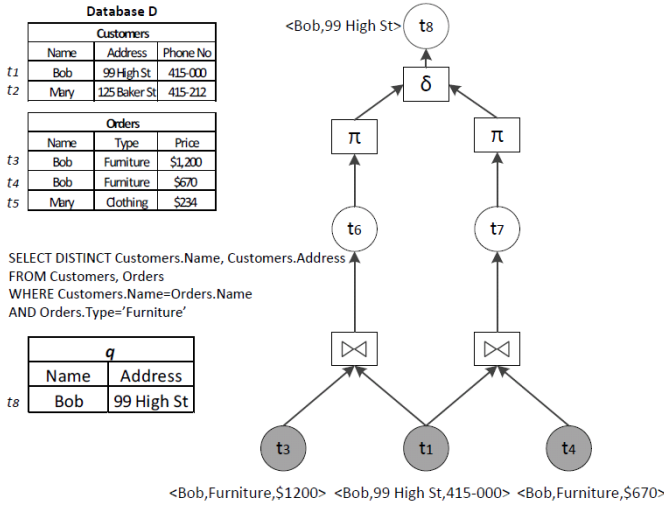 Database D
Customers
Name Address Phone No
t1 Bob 99 High St 415-000
t2 Mary 125 Baker St 415-212
Orders
Name Type Price
t3 Bob Furniture $1,200
t4 Bob Furniture $670
t5 Mary Clothing $234
SELECT DISTINCT Customers.Name, Customers.Address
FROM Customers, Orders
WHERE Customers.Name=Orders.Name
AND Orders.Type='Furniture'
q
Name Address
t8 Bob 99 High St
<Bob,99 High St> t8
δ
π π
t6 t7
⋈ ⋈
t3 t1 t4
<Bob,Furniture,$1200> <Bob,99 High St,415-000> <Bob,Furniture,$670>